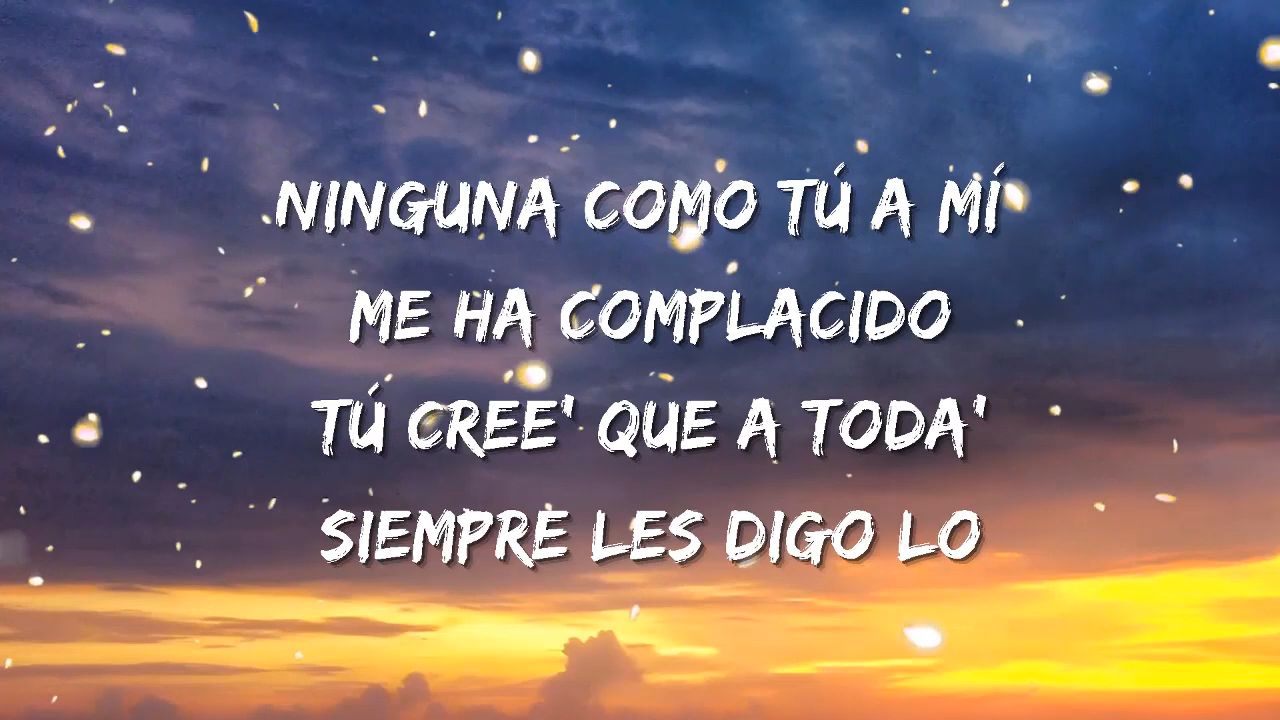 NINGUNA COMO TÚ A MÍ
ME HA COMPLACIDO
TÚ CREE' QUE A TODA'
SIEMPRE LES DIGO LO